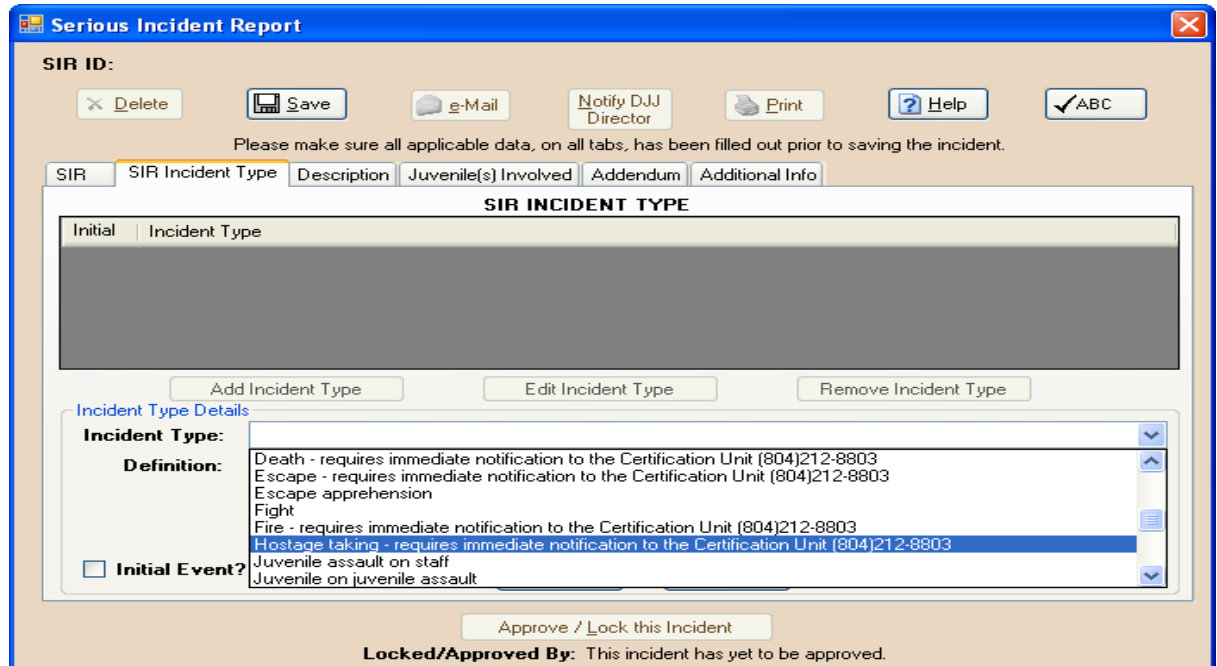 Serious Incident Report
SIR ID:
Delete Save e-Mail Notify DJJ Director Print Help ABC
Please make sure all applicable data, on all tabs, has been filled out prior to saving the incident.
SIR SIR Incident Type Description Juvenile(s) Involved Addendum Additional Info
SIR INCIDENT TYPE
Initial Incident Type
Add Incident Type Edit Incident Type Remove Incident Type
Incident Type Details
Incident Type:
Definition:
Death - requires immediate notification to the Certification Unit (804)212-8803
Escape - requires immediate notification to the Certification Unit (804)212-8803
Escape apprehension
Fight
Fire - requires immediate notification to the Certification Unit (804)212-8803
Hostage taking - requires immediate notification to the Certification Unit (804)212-8803
Juvenile assault on staff
Juvenile on juvenile assault
Initial Event?
Approve / Lock this Incident
Locked/Approved By: This incident has yet to be approved.